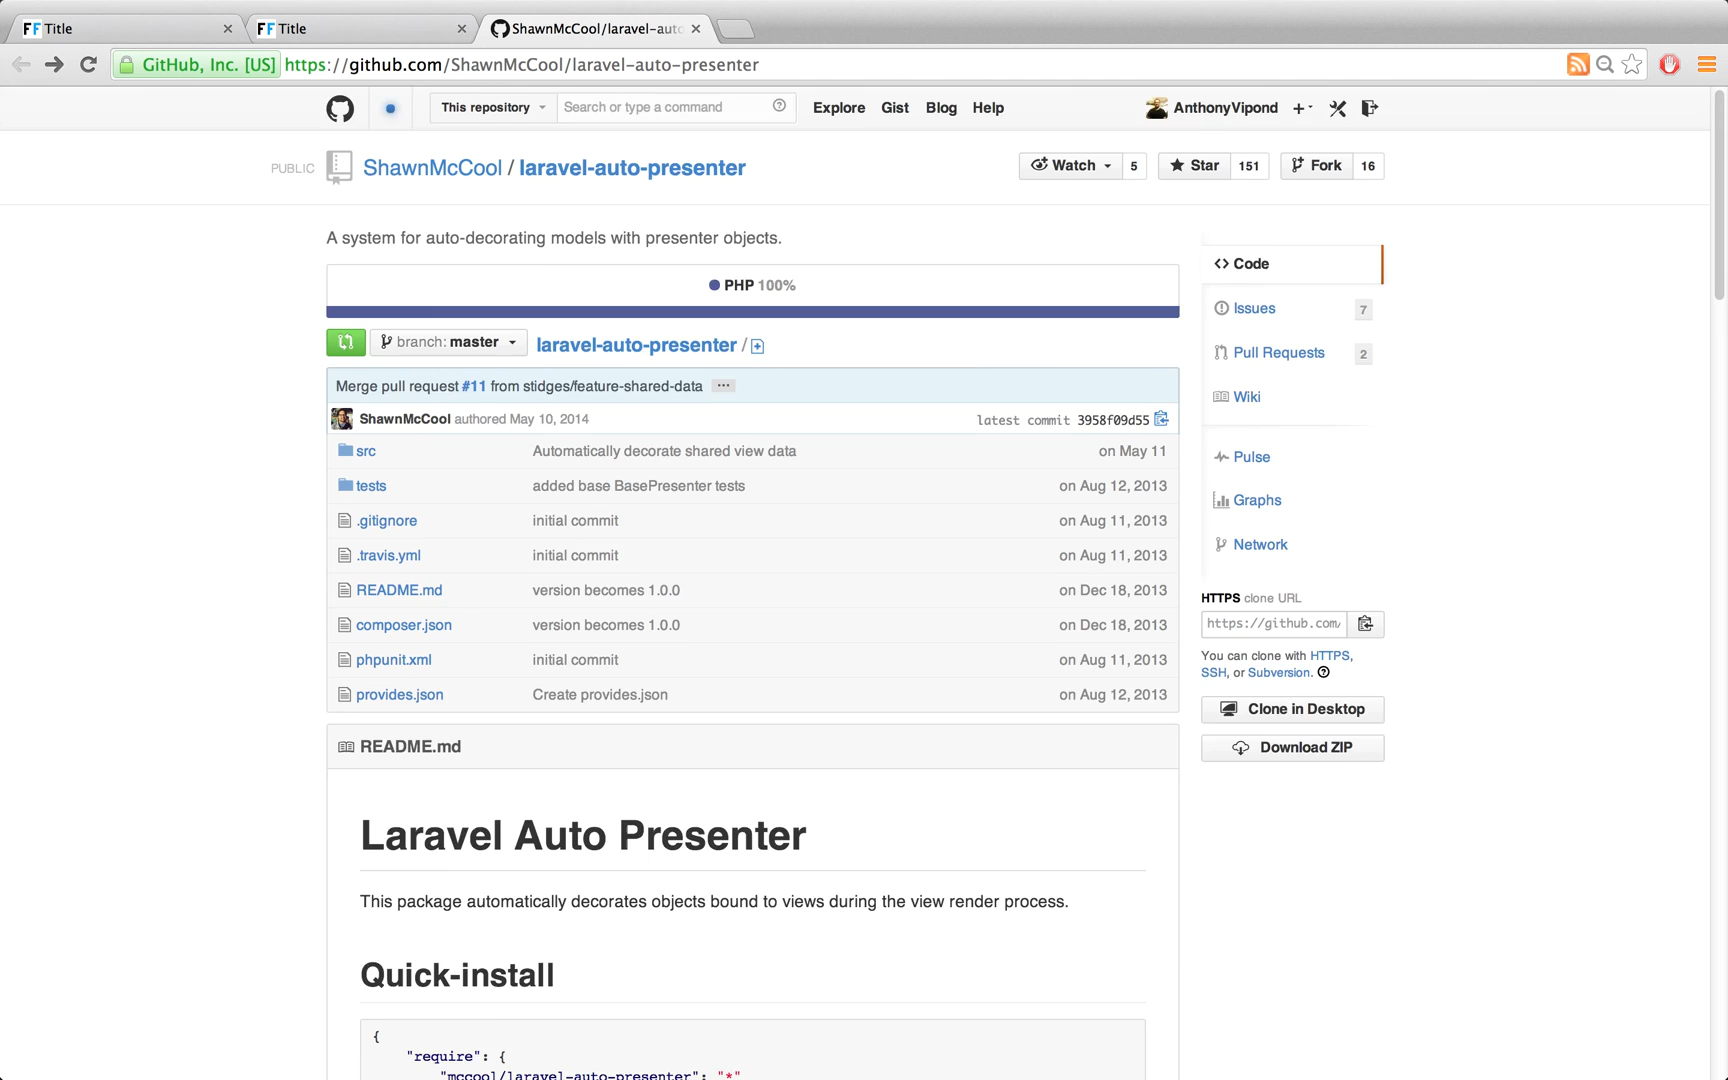 FF Title
FF Title
ShawnMcCool/laravel-auto
GitHub, Inc. [US] https://github.com/ShawnMcCool/laravel-auto-presenter
This repository Search or type a command Explore Gist Blog Help AnthonyVipond
PUBLIC ShawnMcCool / laravel-auto-presenter Watch 5 Star 151 Fork 16
A system for auto-decorating models with presenter objects.
PHP 100%
branch: master laravel-auto-presenter /
Merge pull request #11 from stidges/feature-shared-data ...
ShawnMcCool authored May 10, 2014 latest commit 3958f09d55
src Automatically decorate shared view data on May 11
tests added base BasePresenter tests on Aug 12, 2013
.gitignore initial commit on Aug 11, 2013
.travis.yml initial commit on Aug 11, 2013
README.md version becomes 1.0.0 on Dec 18, 2013
composer.json version becomes 1.0.0 on Dec 18, 2013
phpunit.xml initial commit on Aug 11, 2013
provides.json Create provides.json on Aug 12, 2013
README.md
Laravel Auto Presenter
This package automatically decorates objects bound to views during the view render process.
Quick-install
{
"require": {
"mccool/laravel-auto-presenter": "*"
<> Code
Issues 7
Pull Requests 2
Wiki
Pulse
Graphs
Network
HTTPS clone URL
https://github.com/
You can clone with HTTPS,
SSH, or Subversion.
Clone in Desktop
Download ZIP